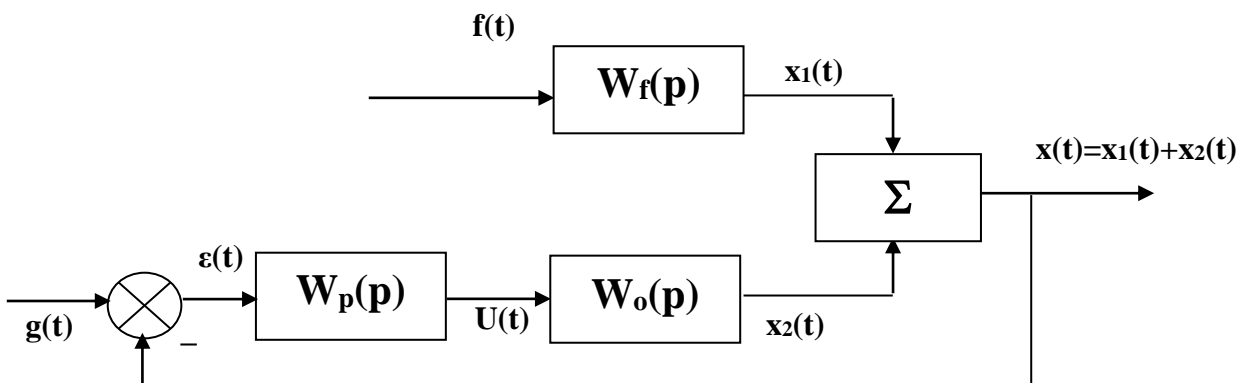 f(t)
W_f(p)
x₁(t)
x(t)=x₁(t)+x₂(t)
Σ
ε(t)
W_p(p)
W_o(p)
g(t)
–
U(t)
x₂(t)